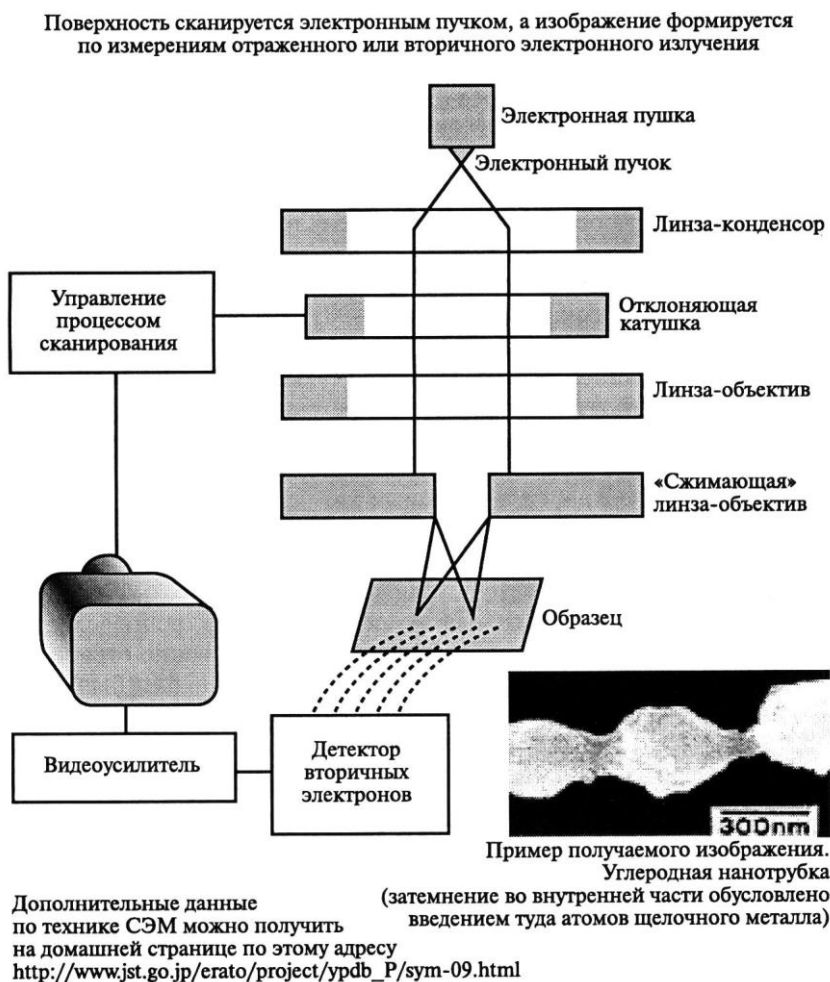 Поверхность сканируется электронным пучком, а изображение формируется
по измерениям отраженного или вторичного электронного излучения
Электронная пушка
Электронный пучок
Линза-конденсор
Управление
процессом
сканирования
Отклоняющая
катушка
Линза-объектив
«Сжимающая»
линза-объектив
Образец
Видеоусилитель
Детектор
вторичных
электронов
300nm
Пример получаемого изображения.
Углеродная нанотрубка
(затемнение во внутренней части обусловлено
введением туда атомов щелочного металла)
Дополнительные данные
по технике СЭМ можно получить
на домашней странице по этому адресу
http://www.jst.go.jp/erato/project/ypdb_P/sym-09.html